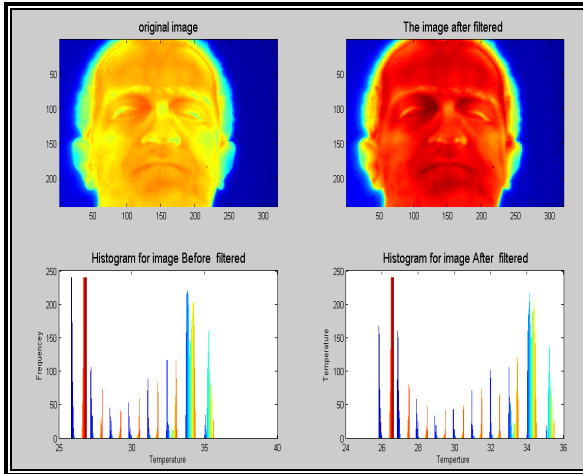 original image
The image after filtered
50
100
150
200
50 100 150 200 250 300
50
100
150
200
50 100 150 200 250 300
Histogram for image Before filtered
Frequencey
250
200
150
100
50
0
25 30 35 40
Temperature
Histogram for image After filtered
Temperature
250
200
150
100
50
0
24 26 28 30 32 34 36
Temperture